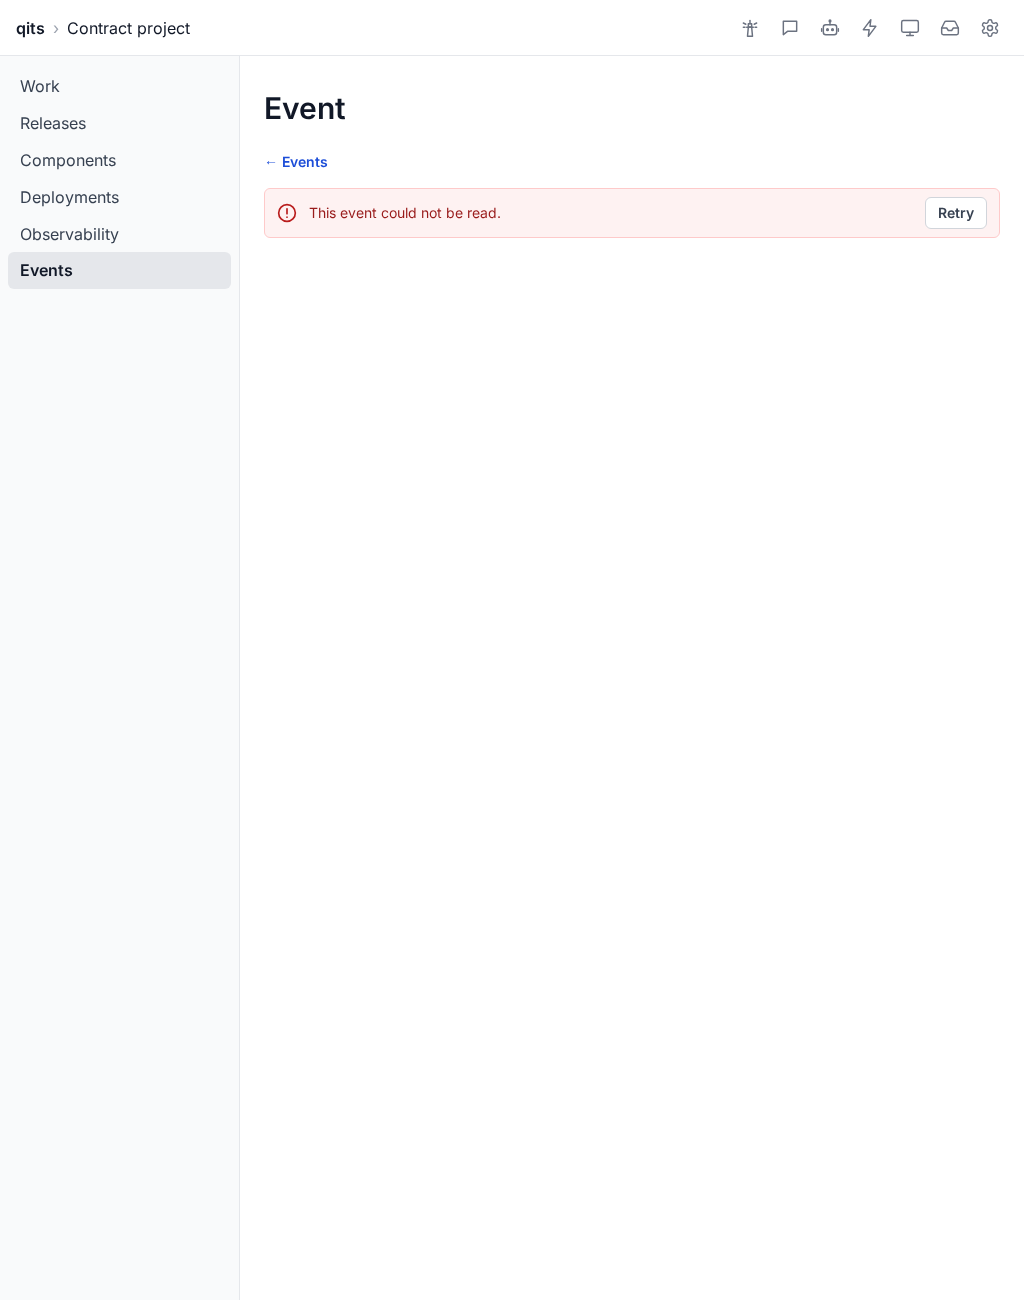 qits › Contract project
Work
Releases
Components
Deployments
Observability
Events
Event
← Events
This event could not be read.
Retry